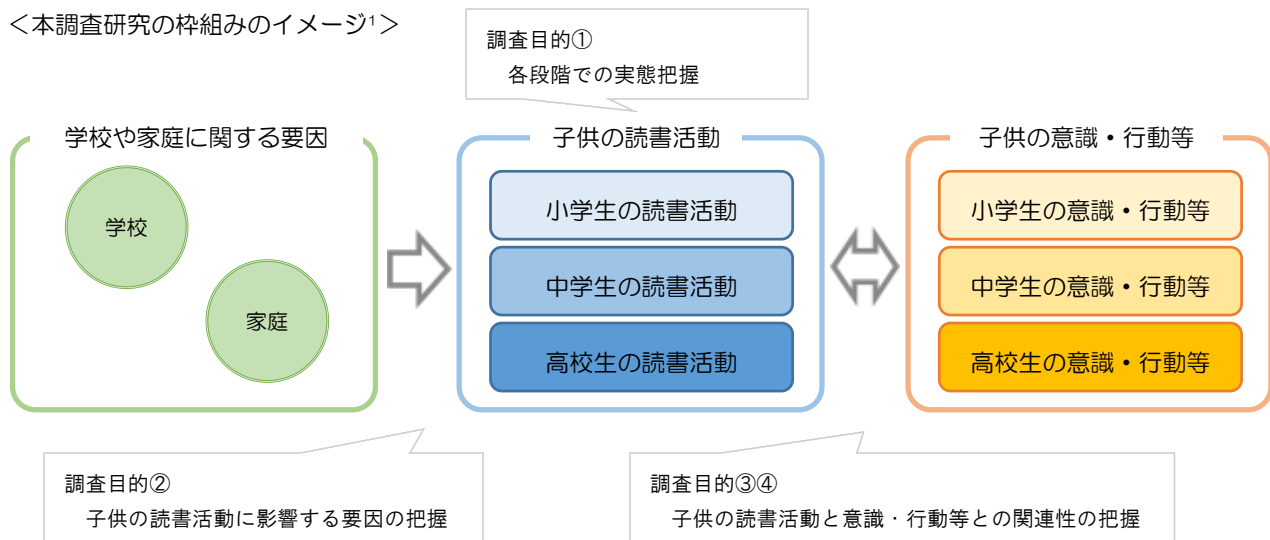 ＜本調査研究の枠組みのイメージ¹＞
調査目的①
各段階での実態把握
学校や家庭に関する要因
学校
家庭
子供の読書活動
小学生の読書活動
中学生の読書活動
高校生の読書活動
子供の意識・行動等
小学生の意識・行動等
中学生の意識・行動等
高校生の意識・行動等
調査目的②
子供の読書活動に影響する要因の把握
調査目的③④
子供の読書活動と意識・行動等との関連性の把握